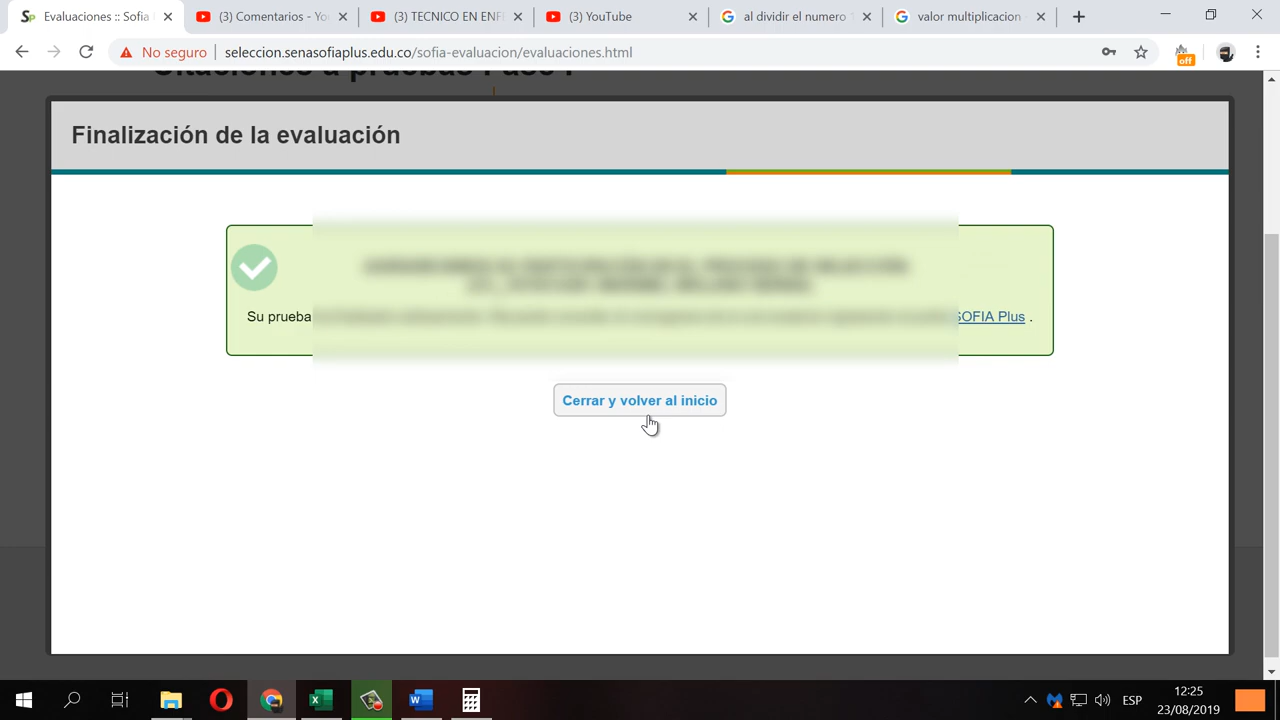 Evaluaciones :: Sofia
(3) Comentarios - Yo
(3) TECNICO EN ENF
(3) YouTube
al dividir el numero
valor multiplicacion
No seguro
seleccion.senasofiaplus.edu.co/sofia-evaluacion/evaluaciones.html
off
Finalización de la evaluación
Su prueba SOFIA Plus .
Cerrar y volver al inicio
ESP
12:25
23/08/2019